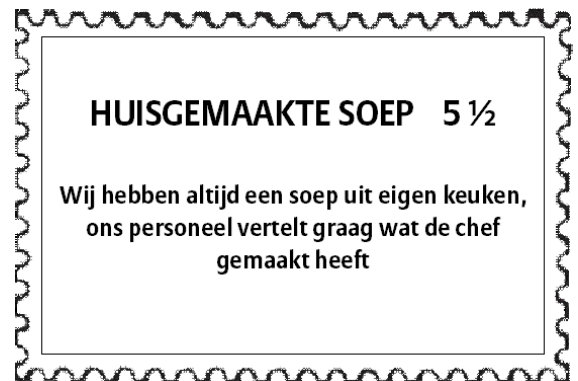 HUISGEMAAKTE SOEP 5 ½
Wij hebben altijd een soep uit eigen keuken,
ons personeel vertelt graag wat de chef
gemaakt heeft